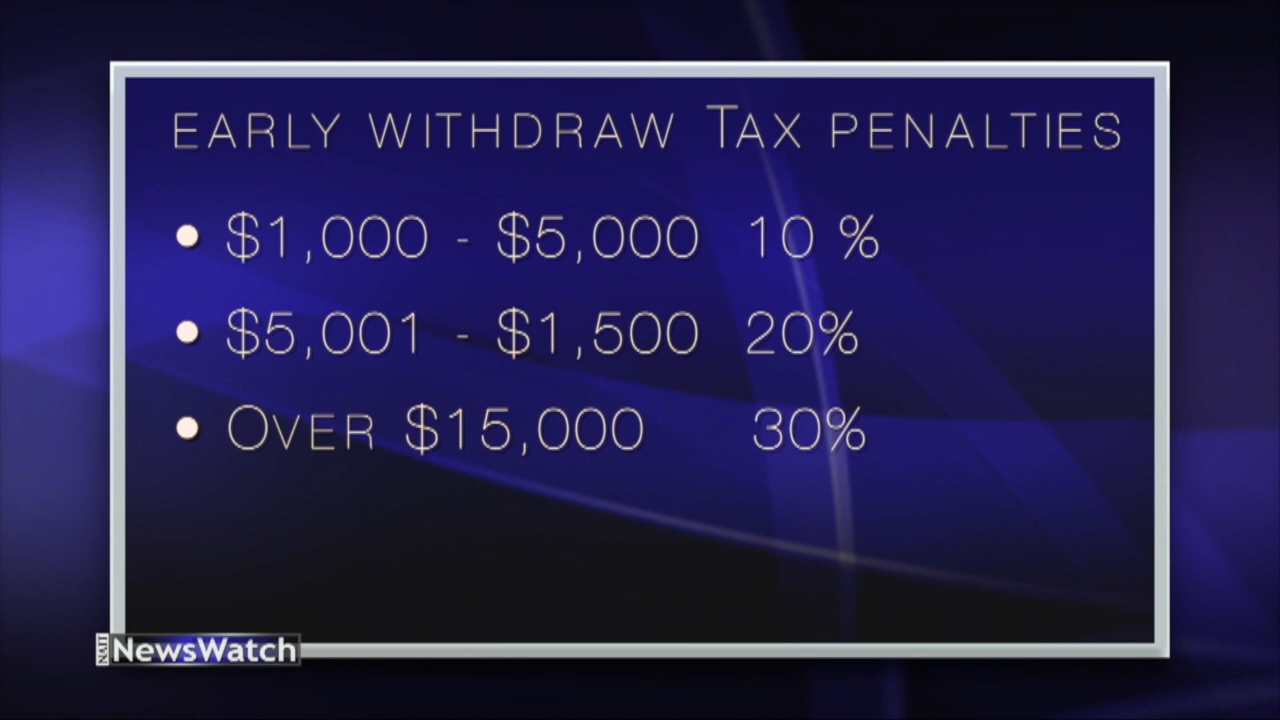 EARLY WITHDRAW TAX PENALTIES
• $1,000 - $5,000 10 %
• $5,001 - $1,500 20%
• OVER $15,000 30%
NewsWatch